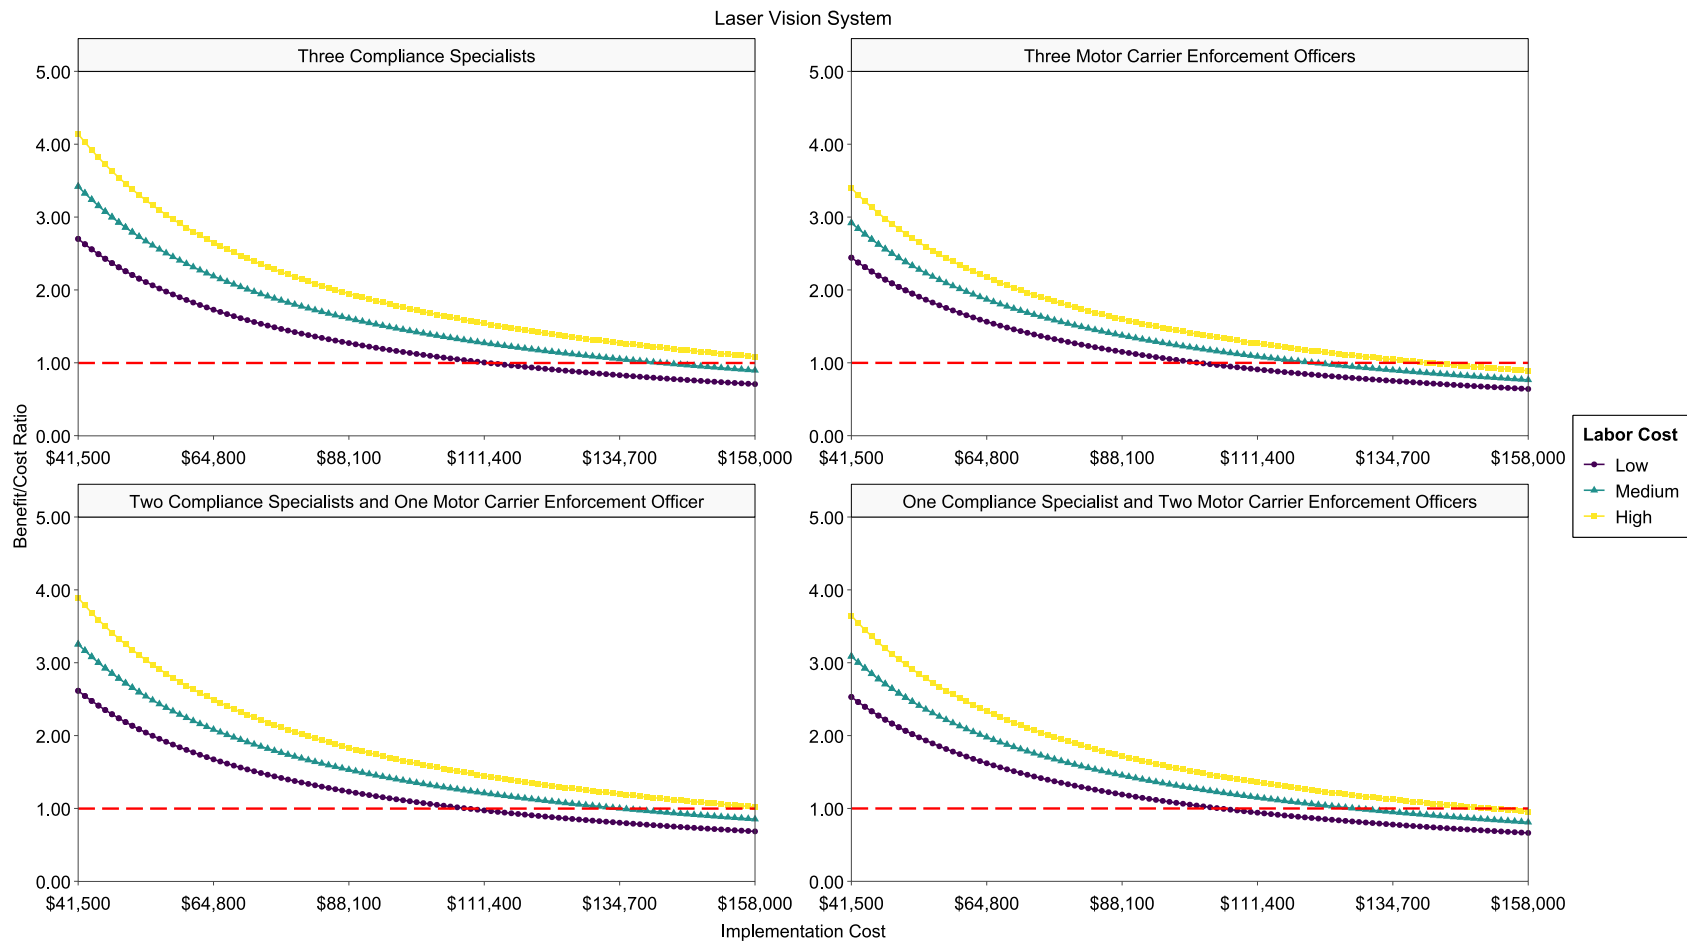 Laser Vision System
Three Compliance Specialists
Three Motor Carrier Enforcement Officers
5.00
4.00
3.00
2.00
1.00
0.00
$41,500 $64,800 $88,100 $111,400 $134,700 $158,000
5.00
4.00
3.00
2.00
1.00
0.00
$41,500 $64,800 $88,100 $111,400 $134,700 $158,000
Two Compliance Specialists and One Motor Carrier Enforcement Officer
One Compliance Specialist and Two Motor Carrier Enforcement Officers
5.00
4.00
3.00
2.00
1.00
0.00
$41,500 $64,800 $88,100 $111,400 $134,700 $158,000
5.00
4.00
3.00
2.00
1.00
0.00
$41,500 $64,800 $88,100 $111,400 $134,700 $158,000
Benefit/Cost Ratio
Implementation Cost
Labor Cost
Low
Medium
High